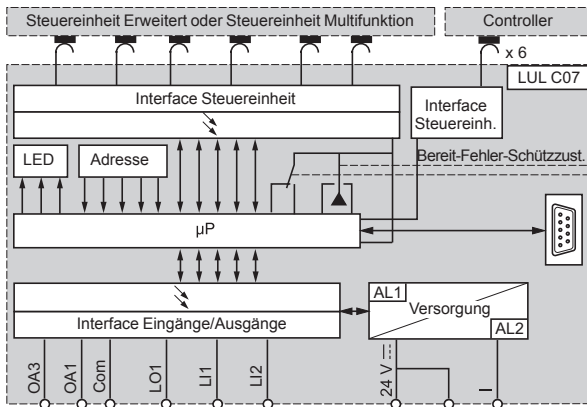 Steuereinheit Erweitert oder Steuereinheit Multifunktion
Controller
x 6
LUL C07
Interface Steuereinheit
Interface
Steuereinh.
LED
Adresse
Bereit-Fehler-Schützzust.
µP
AL1
Versorgung
AL2
Interface Eingänge/Ausgänge
OA3
OA1
Com
LO1
LI1
LI2
24 V
I